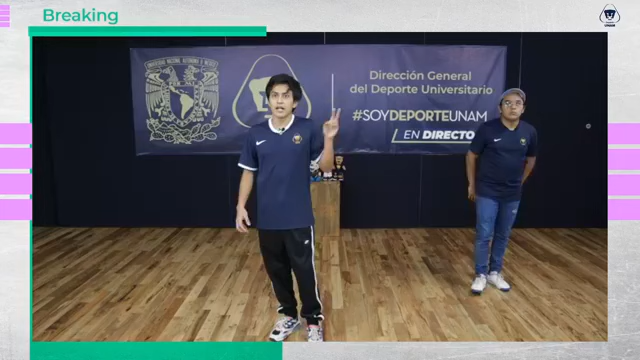 Breaking
Dirección General
del Deporte Universitario
#SOYDEPORTEUNAM
EN DIRECTO